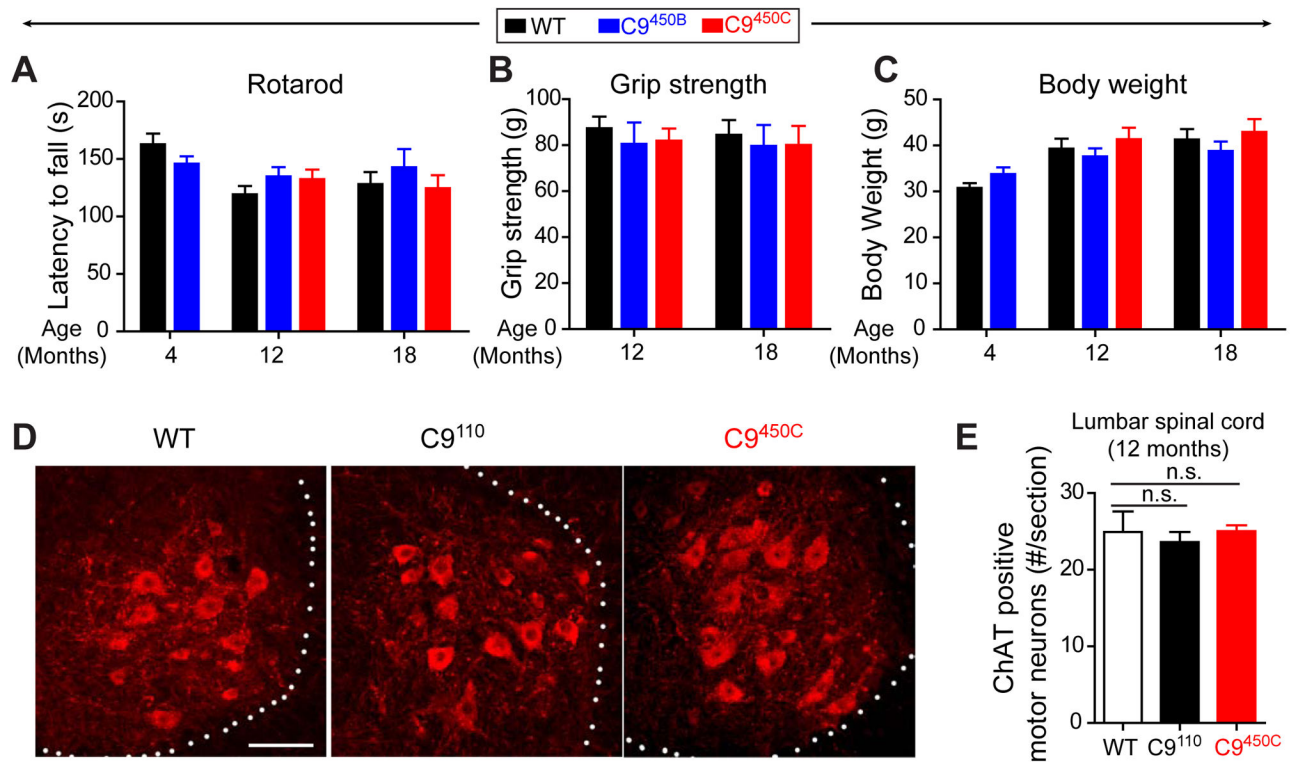 WT C9450B C9450C
A
Rotarod
Latency to fall (s)
200
150
100
50
0
Age
(Months)
4 12 18
B
Grip strength
Grip strength (g)
100
80
60
40
20
0
Age
(Months)
12 18
C
Body weight
Body Weight (g)
50
40
30
20
10
0
Age
(Months)
4 12 18
D
WT C9110 C9450C
E
Lumbar spinal cord
(12 months)
n.s.
n.s.
ChAT positive
motor neurons (#/section)
30
20
10
0
WT C9110 C9450C